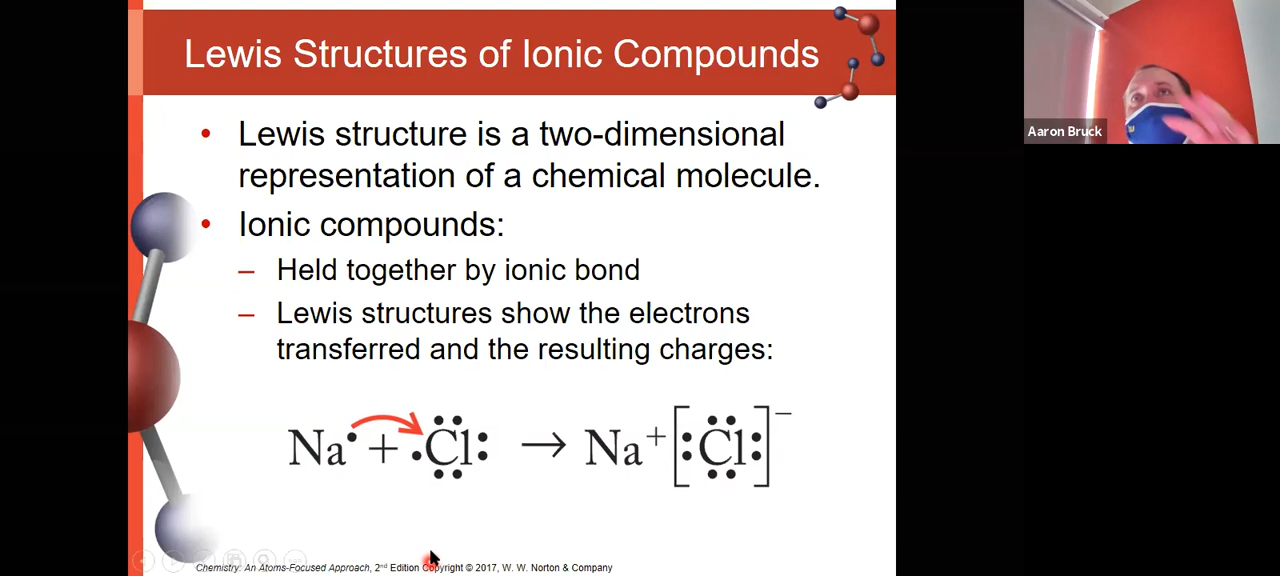 Lewis Structures of Ionic Compounds
Aaron Bruck
• Lewis structure is a two-dimensional
representation of a chemical molecule.
• Ionic compounds:
– Held together by ionic bond
– Lewis structures show the electrons
transferred and the resulting charges:
Na• + •Cl: → Na⁺[:Cl:]⁻
Chemistry: An Atoms-Focused Approach, 2nd Edition Copyright © 2017, W. W. Norton & Company